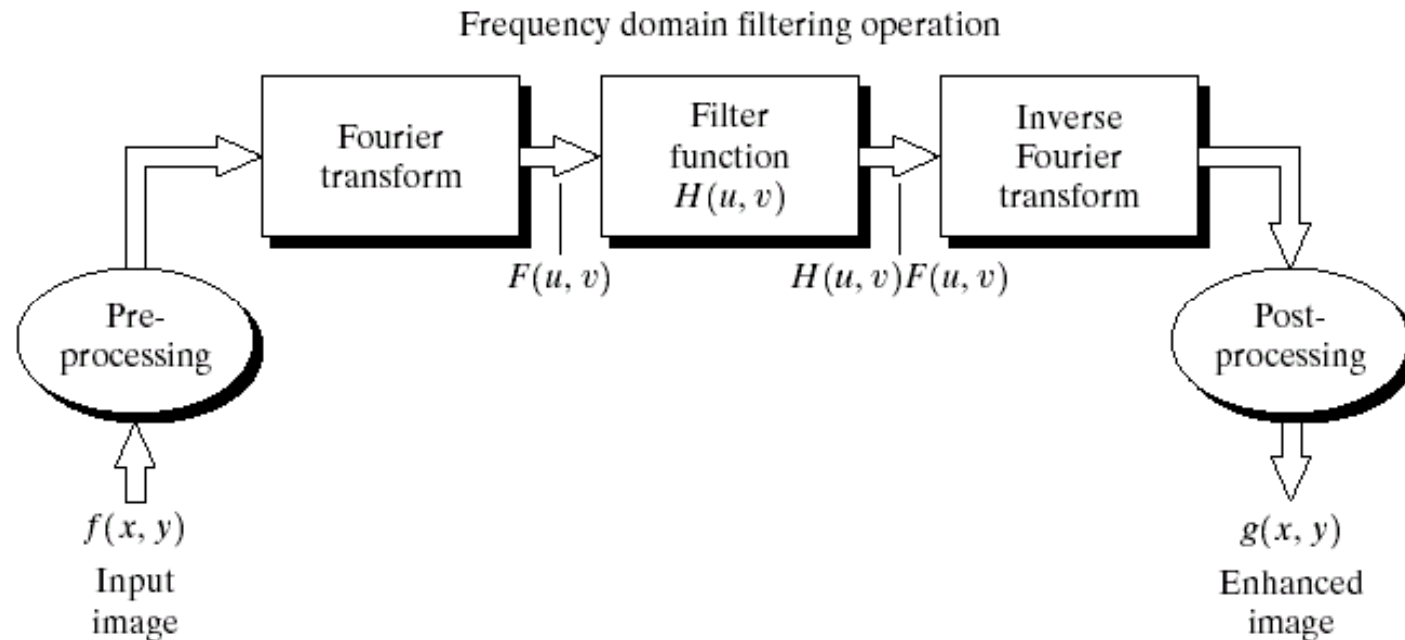 Frequency domain filtering operation
Fourier
transform
Filter
function
H(u, v)
Inverse
Fourier
transform
F(u, v)
H(u, v)F(u, v)
Pre-
processing
Post-
processing
f(x, y)
Input
image
g(x, y)
Enhanced
image